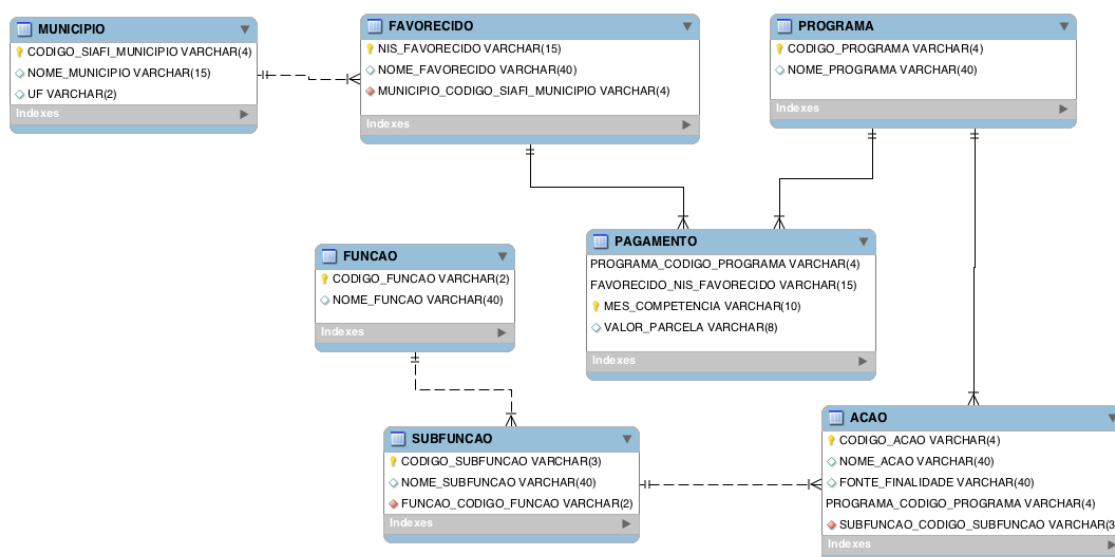 MUNICIPIO
CODIGO_SIAFI_MUNICIPIO VARCHAR(4)
NOME_MUNICIPIO VARCHAR(15)
UF VARCHAR(2)
Indexes
FAVORECIDO
NIS_FAVORECIDO VARCHAR(15)
NOME_FAVORECIDO VARCHAR(40)
MUNICIPIO_CODIGO_SIAFI_MUNICIPIO VARCHAR(4)
Indexes
PROGRAMA
CODIGO_PROGRAMA VARCHAR(4)
NOME_PROGRAMA VARCHAR(40)
Indexes
FUNCAO
CODIGO_FUNCAO VARCHAR(2)
NOME_FUNCAO VARCHAR(40)
Indexes
PAGAMENTO
PROGRAMA_CODIGO_PROGRAMA VARCHAR(4)
FAVORECIDO_NIS_FAVORECIDO VARCHAR(15)
MES_COMPETENCIA VARCHAR(10)
VALOR_PARCELA VARCHAR(8)
Indexes
SUBFUNCAO
CODIGO_SUBFUNCAO VARCHAR(3)
NOME_SUBFUNCAO VARCHAR(40)
FUNCAO_CODIGO_FUNCAO VARCHAR(2)
Indexes
ACAO
CODIGO_ACAO VARCHAR(4)
NOME_ACAO VARCHAR(40)
FONTE_FINALIDADE VARCHAR(40)
PROGRAMA_CODIGO_PROGRAMA VARCHAR(4)
SUBFUNCAO_CODIGO_SUBFUNCAO VARCHAR(3
Indexes